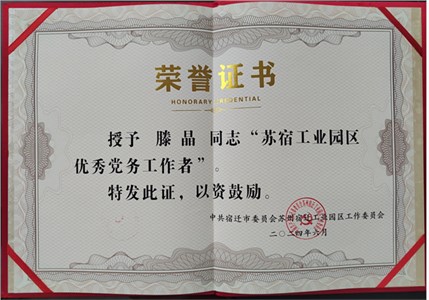 荣誉证书
HONORARY CREDENTIAL
授予 滕晶 同志“苏宿工业园区
优秀党务工作者”。
特发此证，以资鼓励。
中共宿迁市委员会苏州宿迁工业园区工作委员会
二〇二四年六月